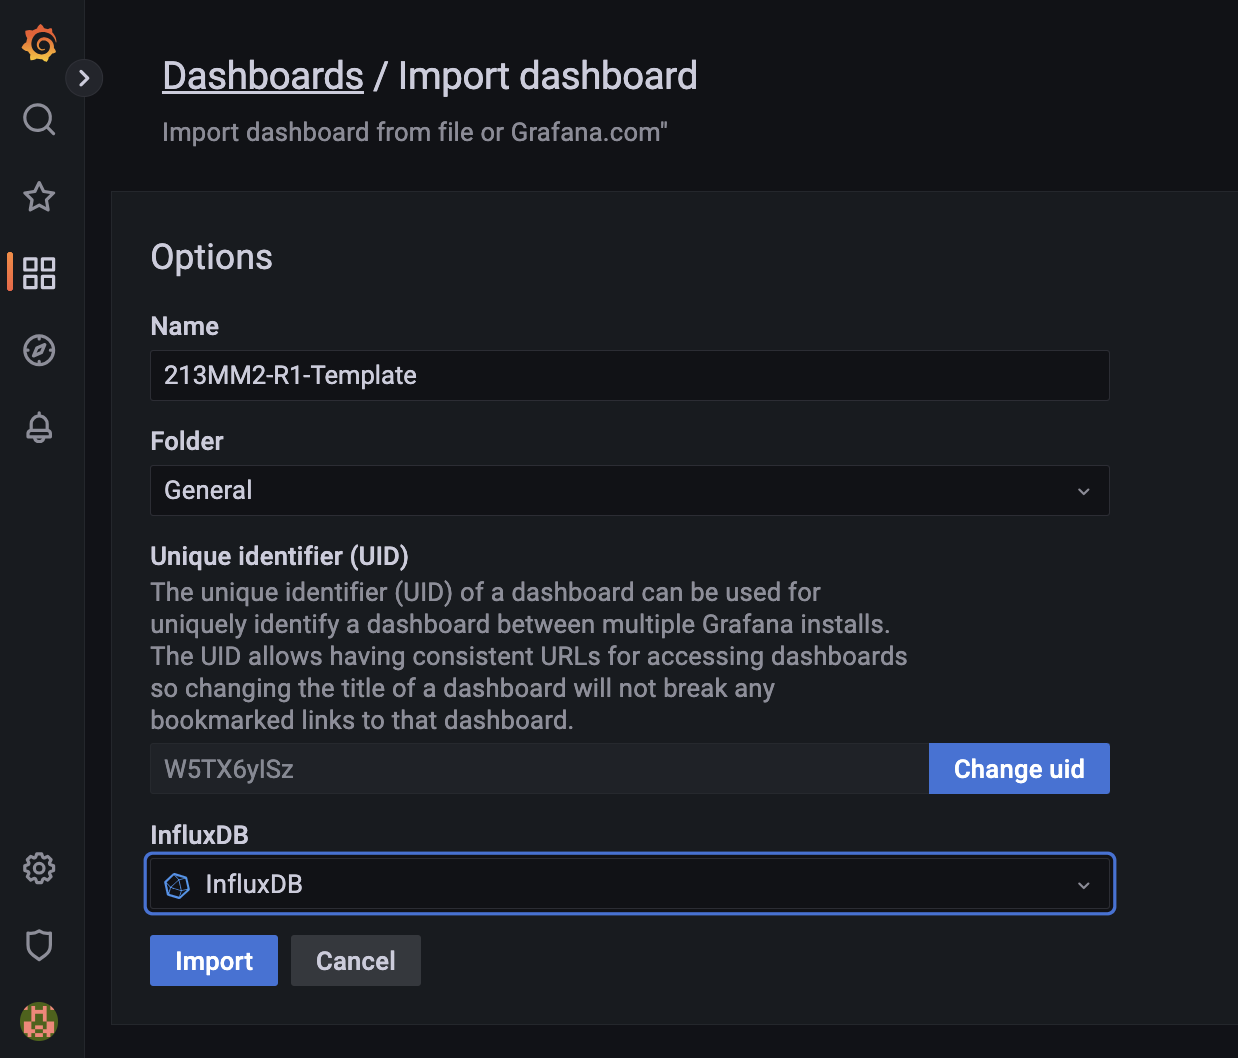 Dashboards / Import dashboard
Import dashboard from file or Grafana.com"
Options
Name
213MM2-R1-Template
Folder
General
Unique identifier (UID)
The unique identifier (UID) of a dashboard can be used for
uniquely identify a dashboard between multiple Grafana installs.
The UID allows having consistent URLs for accessing dashboards
so changing the title of a dashboard will not break any
bookmarked links to that dashboard.
W5TX6yISz
Change uid
InfluxDB
InfluxDB
Import
Cancel